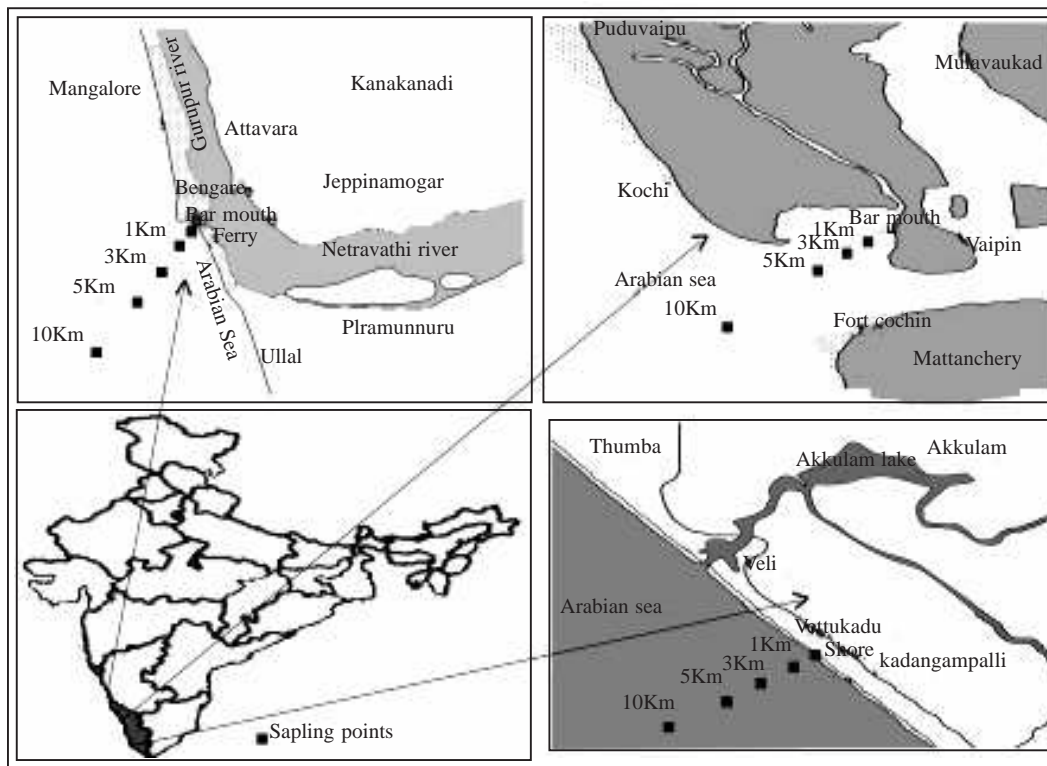 Mangalore
Gurupur river
Kanakanadi
Attavara
Bengare
Jeppinamogar
Bar mouth
1Km
Ferry
Netravathi river
3Km
5Km
Arabian Sea
10Km
Plramunnuru
Ullal
Puduvaipu
Mulavaukad
Kochi
Bar mouth
1Km
3Km
Vaipin
5Km
Arabian sea
10Km
Fort cochin
Mattanchery
Sapling points
Thumba
Akkulam
Akkulam lake
Veli
Arabian sea
Vettukadu
1Km
Shore
3Km
kadangampalli
5Km
10Km